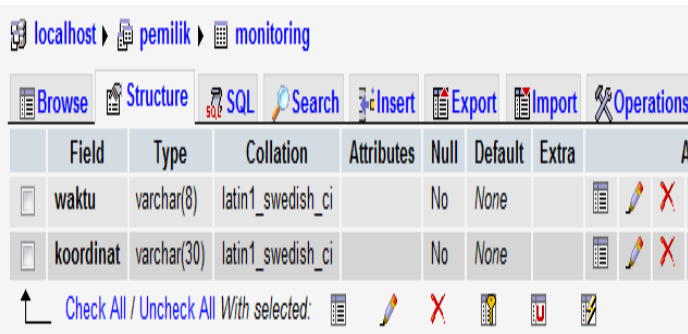 localhost pemilik monitoring
Browse Structure SQL Search Insert Export Import Operations
Field Type Collation Attributes Null Default Extra
waktu varchar(8) latin1_swedish_ci No None
koordinat varchar(30) latin1_swedish_ci No None
Check All / Uncheck All With selected: